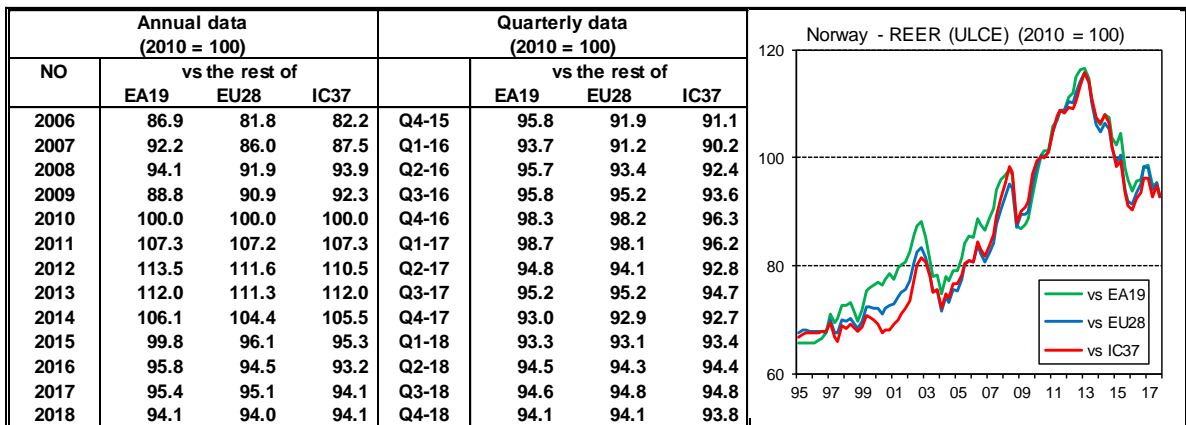 Annual data
(2010 = 100)
Quarterly data
(2010 = 100)
NO vs the rest of vs the rest of
EA19 EU28 IC37 EA19 EU28 IC37
2006 86.9 81.8 82.2 Q4-15 95.8 91.9 91.1
2007 92.2 86.0 87.5 Q1-16 93.7 91.2 90.2
2008 94.1 91.9 93.9 Q2-16 95.7 93.4 92.4
2009 88.8 90.9 92.3 Q3-16 95.8 95.2 93.6
2010 100.0 100.0 100.0 Q4-16 98.3 98.2 96.3
2011 107.3 107.2 107.3 Q1-17 98.7 98.1 96.2
2012 113.5 111.6 110.5 Q2-17 94.8 94.1 92.8
2013 112.0 111.3 112.0 Q3-17 95.2 95.2 94.7
2014 106.1 104.4 105.5 Q4-17 93.0 92.9 92.7
2015 99.8 96.1 95.3 Q1-18 93.3 93.1 93.4
2016 95.8 94.5 93.2 Q2-18 94.5 94.3 94.4
2017 95.4 95.1 94.1 Q3-18 94.6 94.8 94.8
2018 94.1 94.0 94.1 Q4-18 94.1 94.1 93.8
Norway - REER (ULCE) (2010 = 100)
120
100
80
60
vs EA19
vs EU28
vs IC37
95 97 99 01 03 05 07 09 11 13 15 17